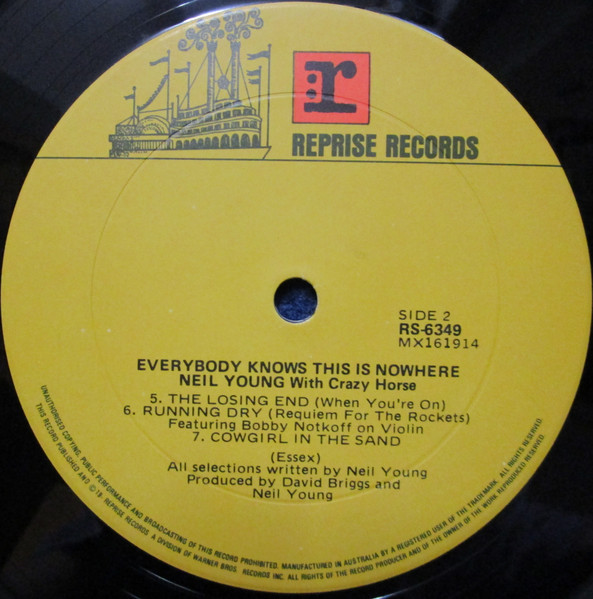 r
REPRISE RECORDS
SIDE 2
RS-6349
MX161914
EVERYBODY KNOWS THIS IS NOWHERE
NEIL YOUNG With Crazy Horse
5. THE LOSING END (When You're On)
6. RUNNING DRY (Requiem For The Rockets)
Featuring Bobby Notkoff on Violin
7. COWGIRL IN THE SAND
(Essex)
All selections written by Neil Young
Produced by David Briggs and
Neil Young
UNAUTHORISED COPYING, PUBLIC PERFORMANCE AND BROADCASTING OF THIS RECORD PROHIBITED. MANUFACTURED IN AUSTRALIA BY A REGISTERED USER OF THE TRADEMARK. ALL RIGHTS RESERVED.
THIS RECORD PUBLISHED AND © 19 REPRISE RECORDS A DIVISION OF WARNER BROS. RECORDS INC. ALL RIGHTS OF THE RECORD PRODUCER AND OF THE OWNER OF THE WORK REPRODUCED RESERVED.